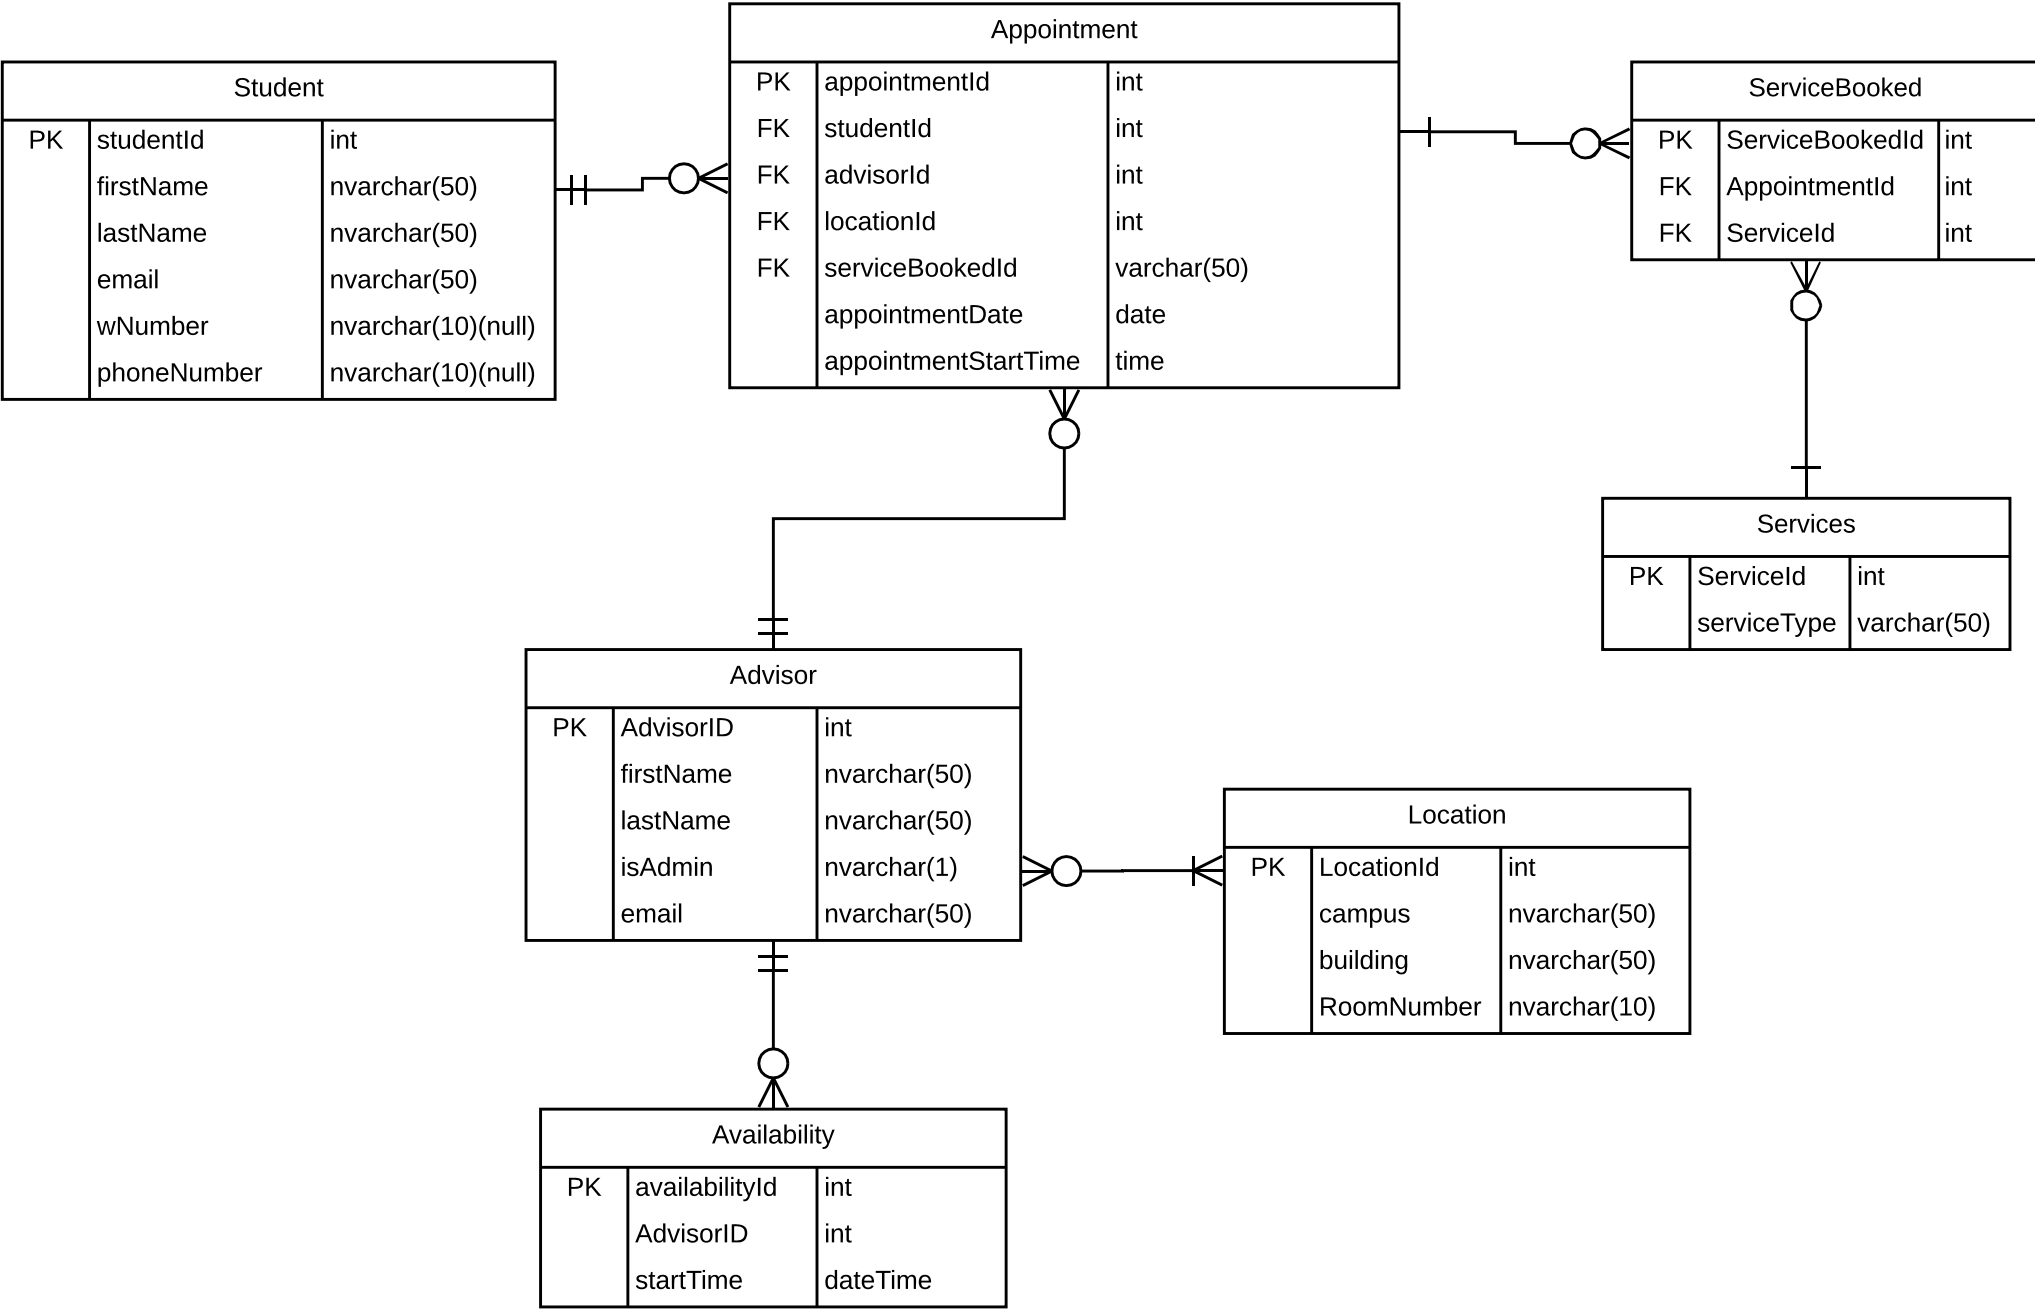 Student
PK studentId int
firstName nvarchar(50)
lastName nvarchar(50)
email nvarchar(50)
wNumber nvarchar(10)(null)
phoneNumber nvarchar(10)(null)
Appointment
PK appointmentId int
FK studentId int
FK advisorId int
FK locationId int
FK serviceBookedId varchar(50)
appointmentDate date
appointmentStartTime time
ServiceBooked
PK ServiceBookedId int
FK AppointmentId int
FK ServiceId int
Services
PK ServiceId int
serviceType varchar(50)
Advisor
PK AdvisorID int
firstName nvarchar(50)
lastName nvarchar(50)
isAdmin nvarchar(1)
email nvarchar(50)
Location
PK LocationId int
campus nvarchar(50)
building nvarchar(50)
RoomNumber nvarchar(10)
Availability
PK availabilityId int
AdvisorID int
startTime dateTime